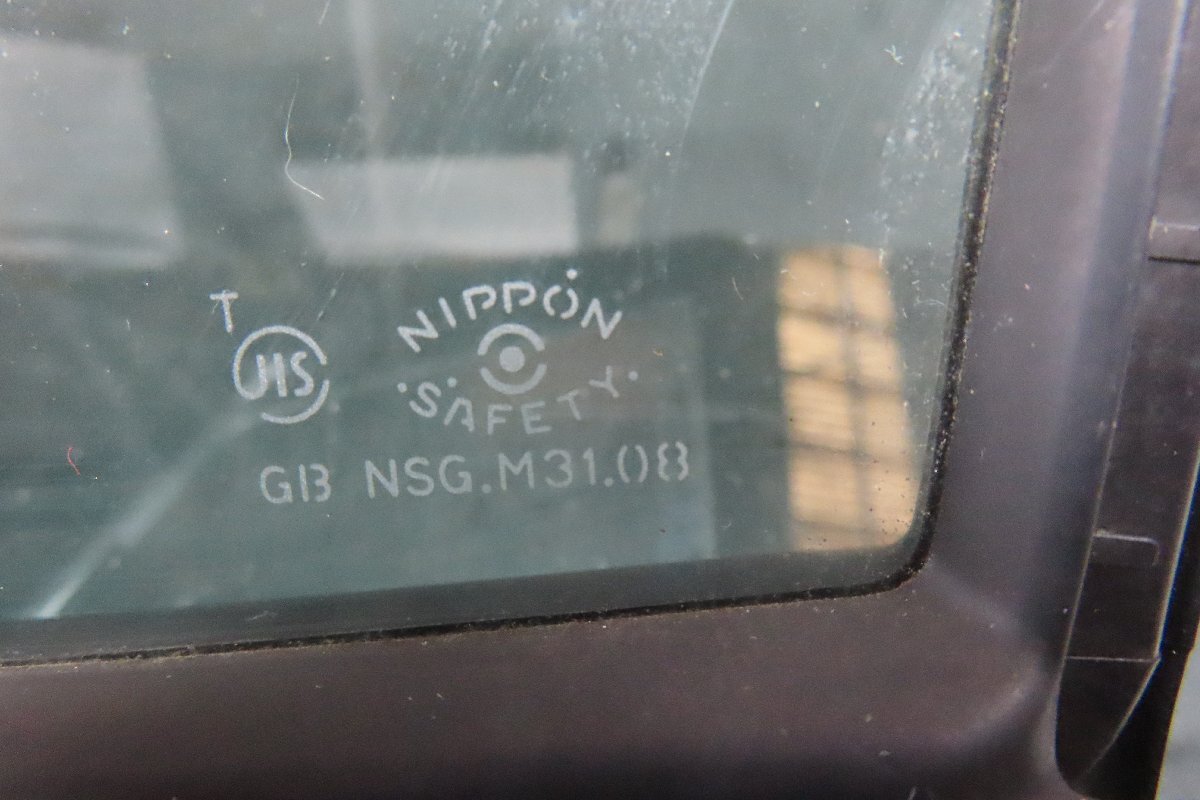 T
JIS
NIPPON
SAFETY
GB NSG.M31.08